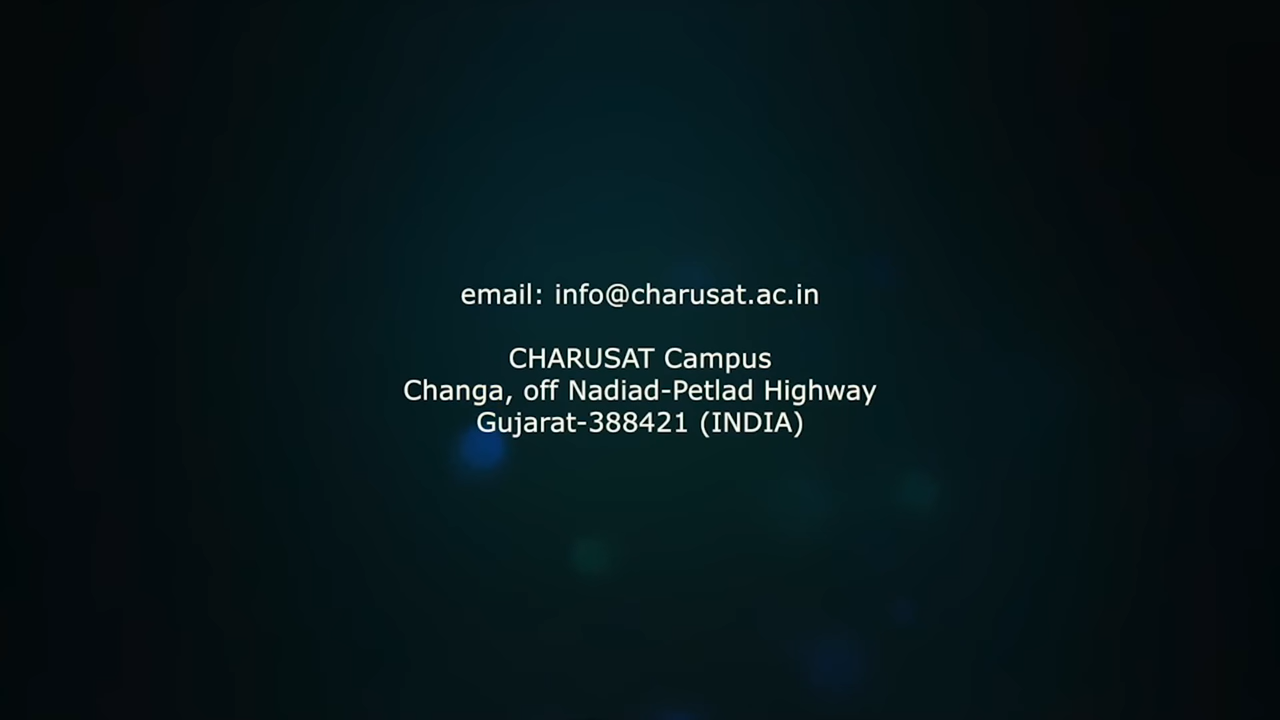 email: info@charusat.ac.in
CHARUSAT Campus
Changa, off Nadiad-Petlad Highway
Gujarat-388421 (INDIA)